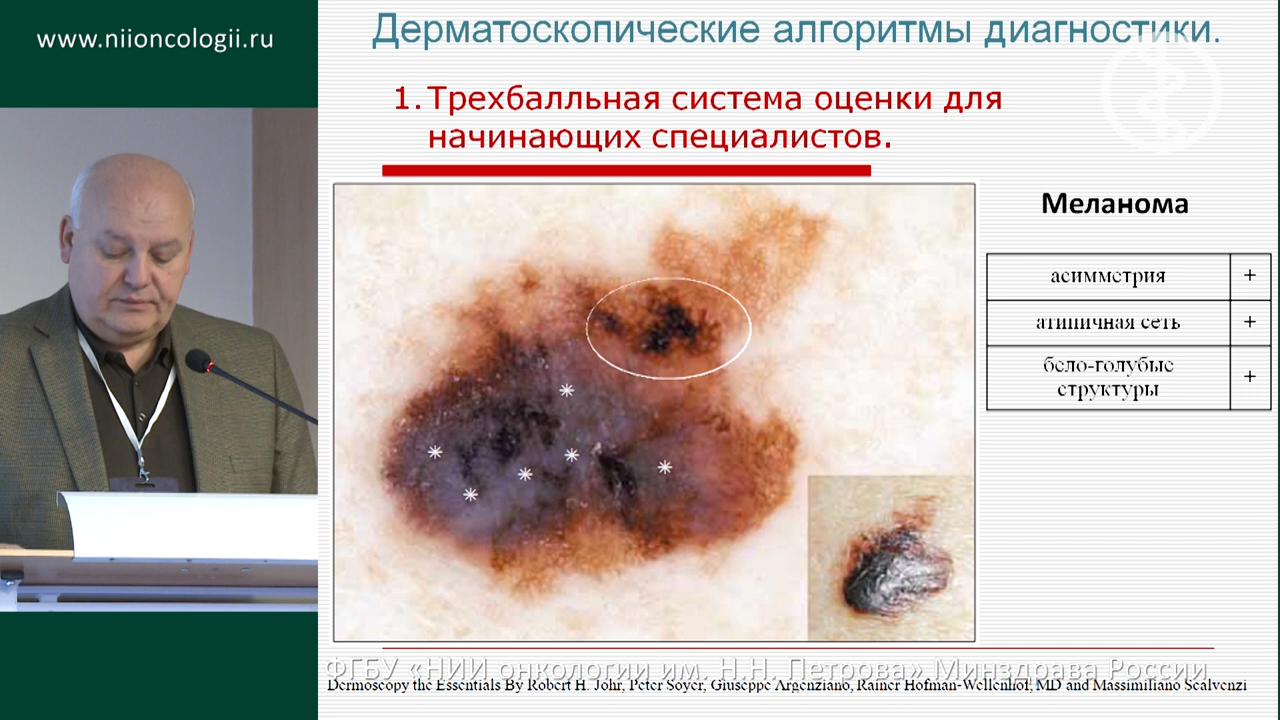 www.niioncologii.ru
Дерматоскопические алгоритмы диагностики.
1. Трехбалльная система оценки для
начинающих специалистов.
Меланома
асимметрия +
атипичная сеть +
бело-голубые
структуры +
ФГБУ «НИИ онкологии им. Н.Н. Петрова» Минздрава России
Dermoscopy the Essentials By Robert H. Johr, Peter Soyer, Giuseppe Argenziano, Rainer Hofman-Wellenhof, MD and Massimiliano Scalvenzi